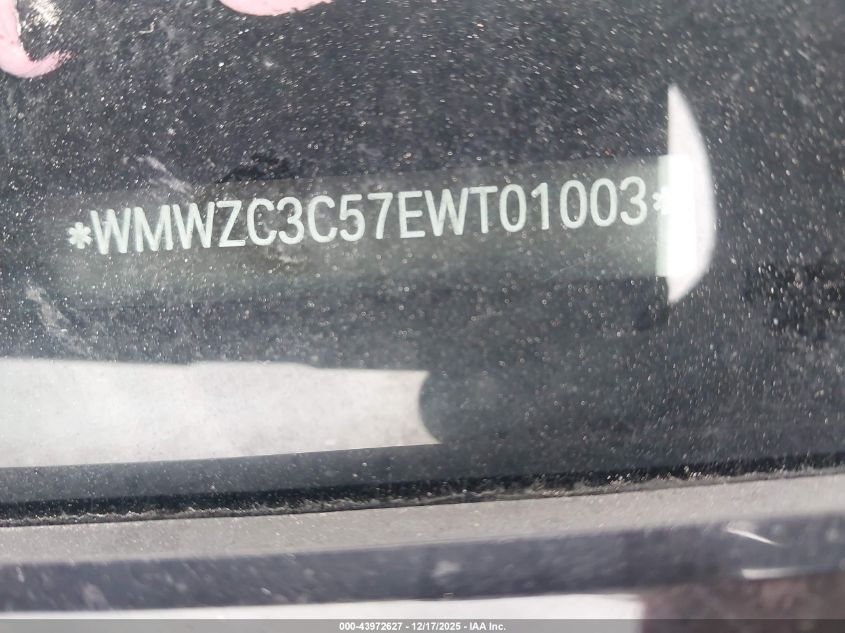 *WMWZC3C57EWT01003*
000-43972627 - 12/17/2025 - IAA Inc.